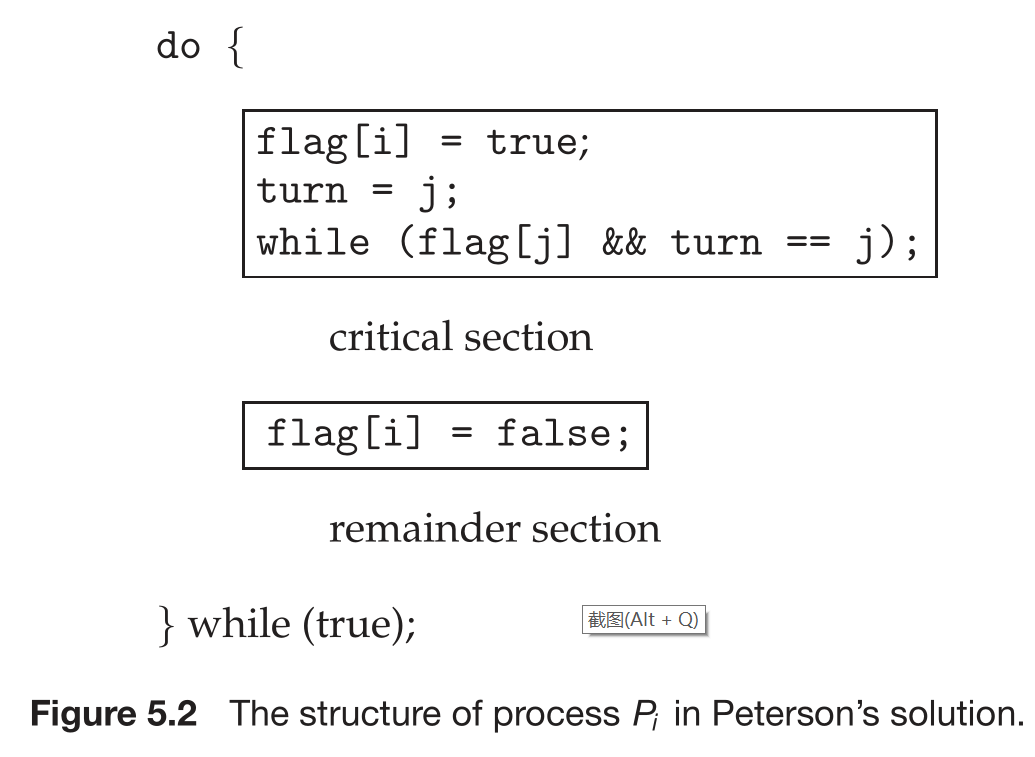 do {
flag[i] = true;
turn = j;
while (flag[j] && turn == j);
critical section
flag[i] = false;
remainder section
} while (true);
截图(Alt + Q)
Figure 5.2 The structure of process Pi in Peterson’s solution.